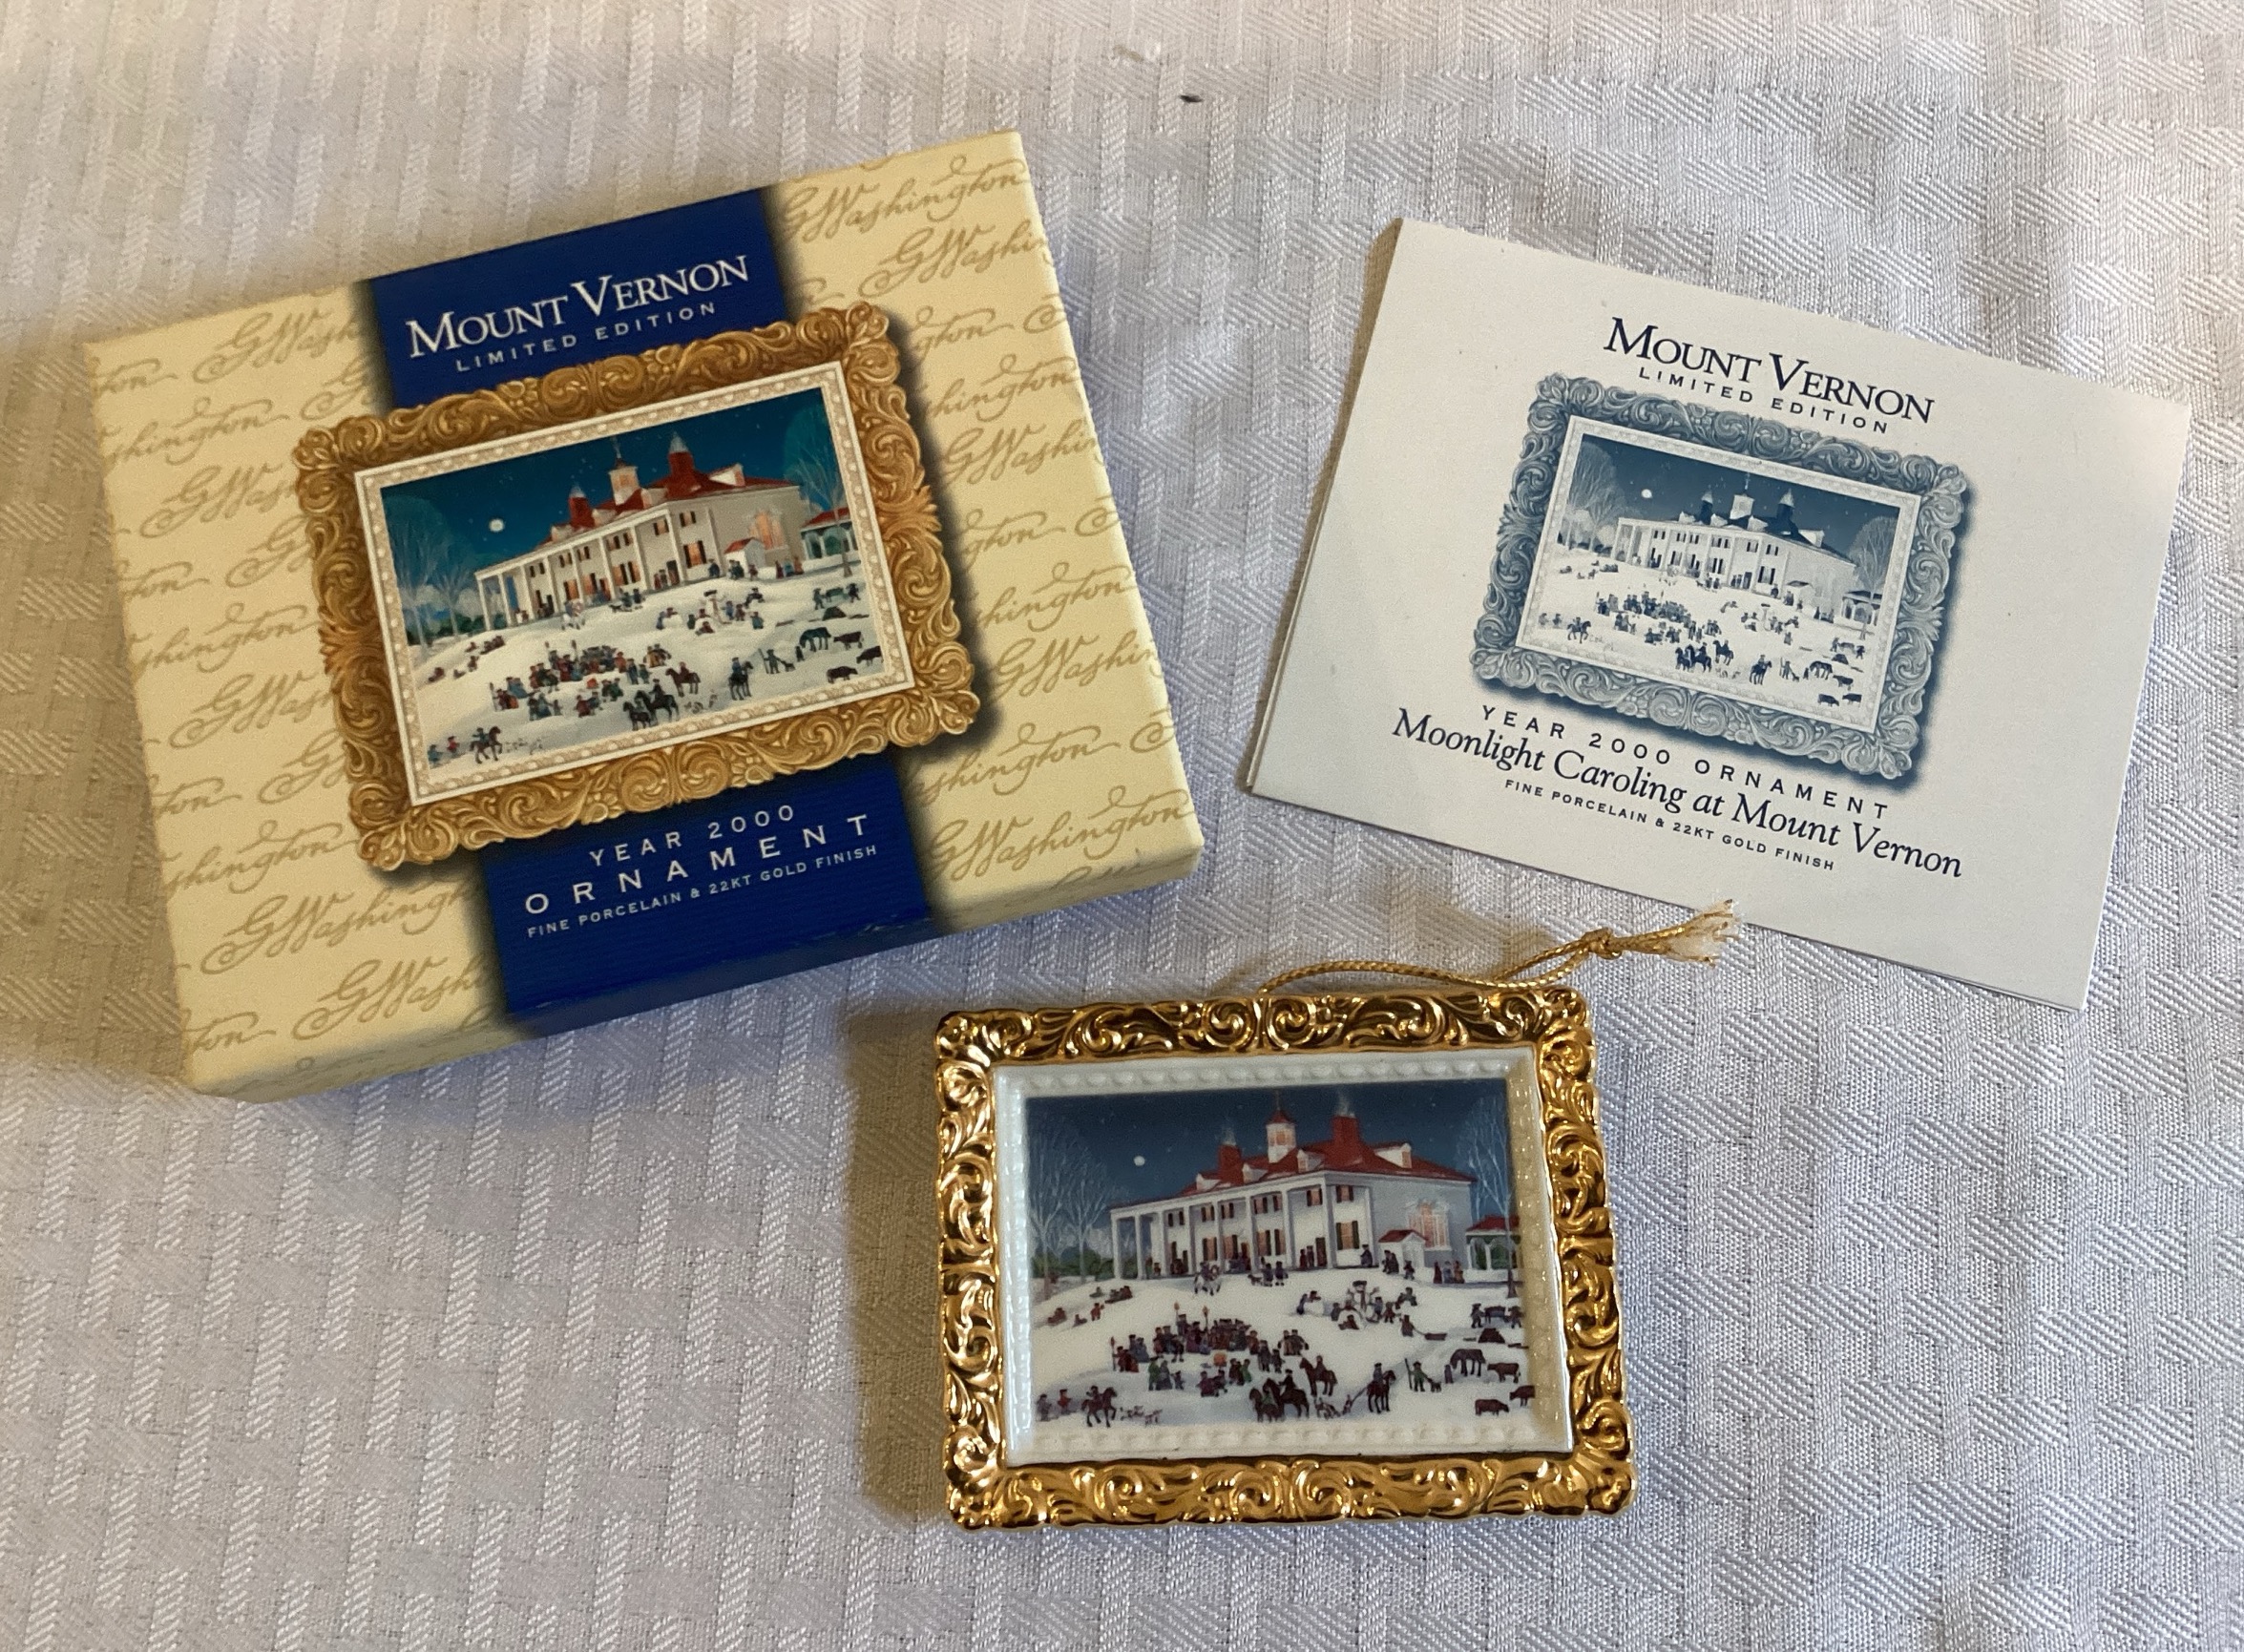 MOUNT VERNON
LIMITED EDITION
YEAR 2000
ORNAMENT
FINE PORCELAIN & 22KT GOLD FINISH
GWashington
MOUNT VERNON
LIMITED EDITION
YEAR 2000 ORNAMENT
Moonlight Caroling at Mount Vernon
FINE PORCELAIN & 22KT GOLD FINISH